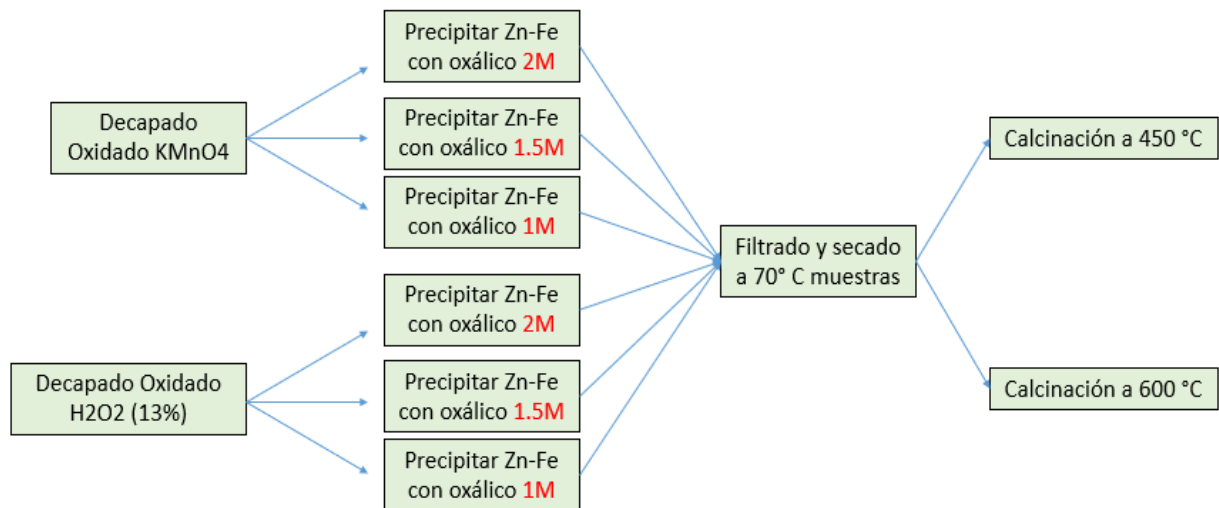 Decapado
Oxidado KMnO4
Precipitar Zn-Fe
con oxálico 2M
Precipitar Zn-Fe
con oxálico 1.5M
Precipitar Zn-Fe
con oxálico 1M
Decapado Oxidado
H2O2 (13%)
Precipitar Zn-Fe
con oxálico 2M
Precipitar Zn-Fe
con oxálico 1.5M
Precipitar Zn-Fe
con oxálico 1M
Filtrado y secado
a 70° C muestras
Calcinación a 450 °C
Calcinación a 600 °C